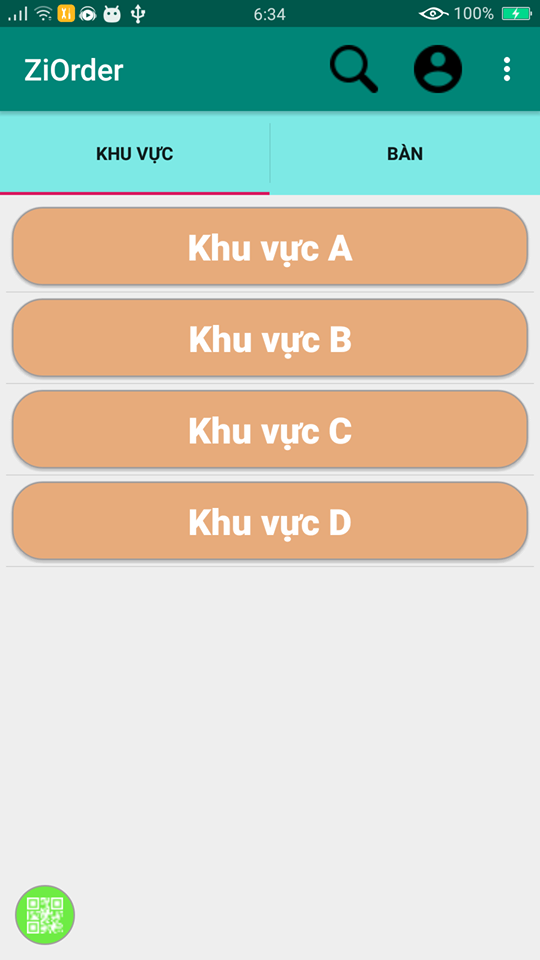 6:34
100%
ZiOrder
KHU VỰC
BÀN
Khu vực A
Khu vực B
Khu vực C
Khu vực D